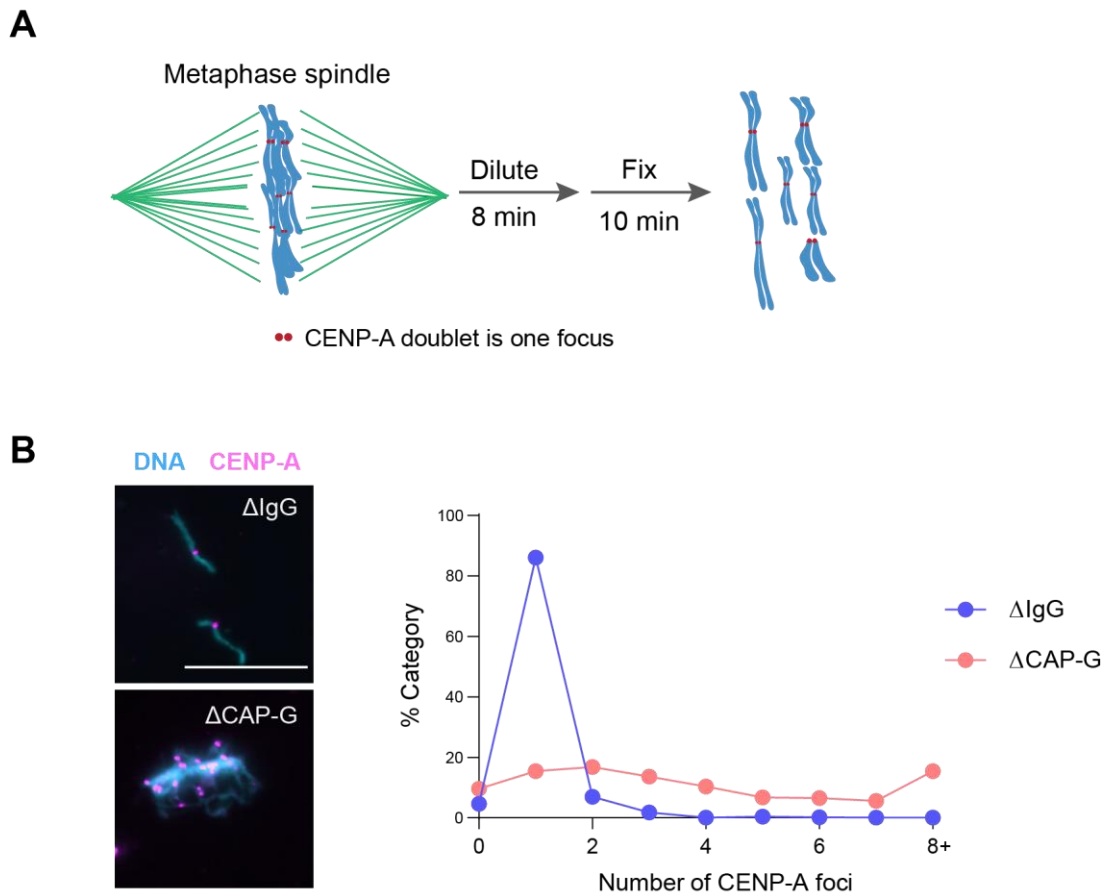 A
Metaphase spindle
Dilute
8 min
Fix
10 min
CENP-A doublet is one focus
B
DNA CENP-A
ΔIgG
ΔCAP-G
% Category
100
80
60
40
20
0
0 2 4 6 8+
Number of CENP-A foci
ΔIgG
ΔCAP-G